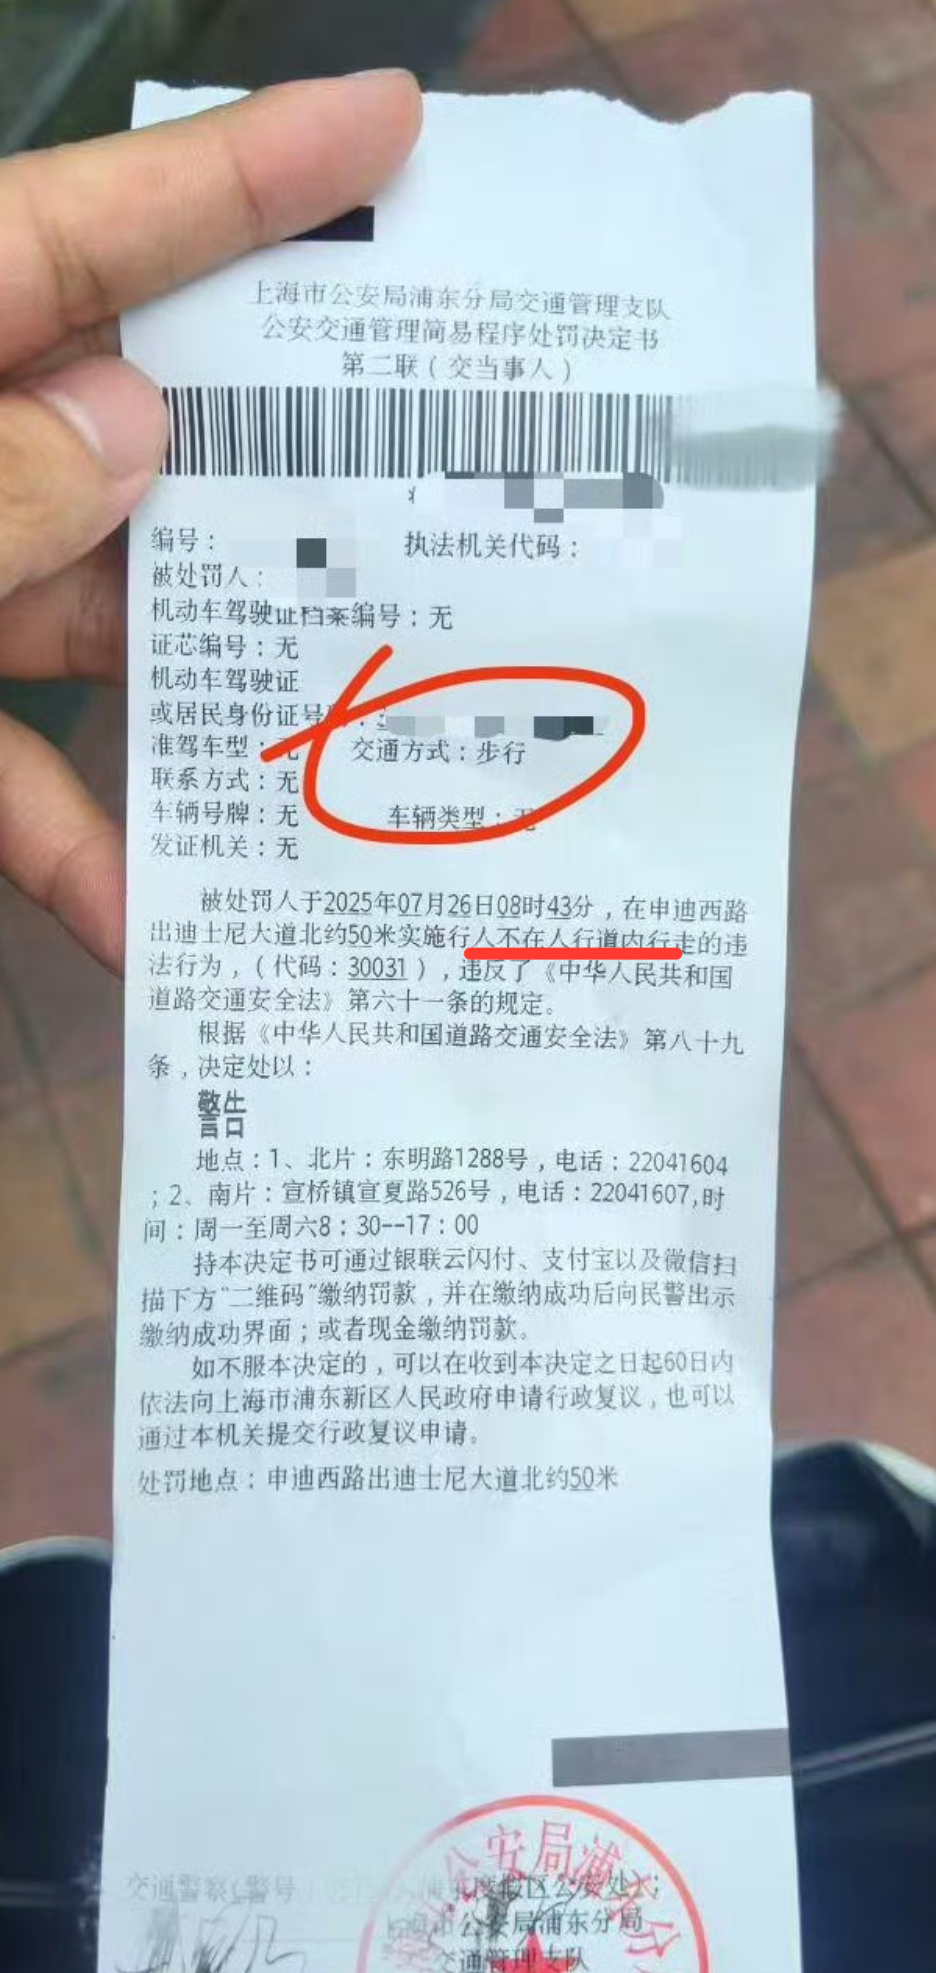 上海市公安局浦东分局交通管理支队
公安交通管理简易程序处罚决定书
第二联（交当事人）
编号：
执法机关代码：
被处罚人：
机动车驾驶证档案编号：无
证芯编号：无
机动车驾驶证
或居民身份证号码：
准驾车型：无 交通方式：步行
联系方式：无
车辆号牌：无 车辆类型：无
发证机关：无
被处罚人于2025年07月26日08时43分，在申迪西路
出迪士尼大道北约50米实施行人不在人行道内行走的违
法行为，（代码：30031），违反了《中华人民共和国
道路交通安全法》第六十一条的规定。
根据《中华人民共和国道路交通安全法》第八十九
条，决定处以：
警告
地点：1、北片：东明路1288号，电话：22041604
；2、南片：宣桥镇宣夏路526号，电话：22041607,时
间：周一至周六8：30--17：00
持本决定书可通过银联云闪付、支付宝以及微信扫
描下方“二维码”缴纳罚款，并在缴纳成功后向民警出示
缴纳成功界面；或者现金缴纳罚款。
如不服本决定的，可以在收到本决定之日起60日内
依法向上海市浦东新区人民政府申请行政复议，也可以
通过本机关提交行政复议申请。
处罚地点：申迪西路出迪士尼大道北约50米
公安局浦
交通警察(警号)
度假区公安处
市公安局浦东分局
交通管理支队